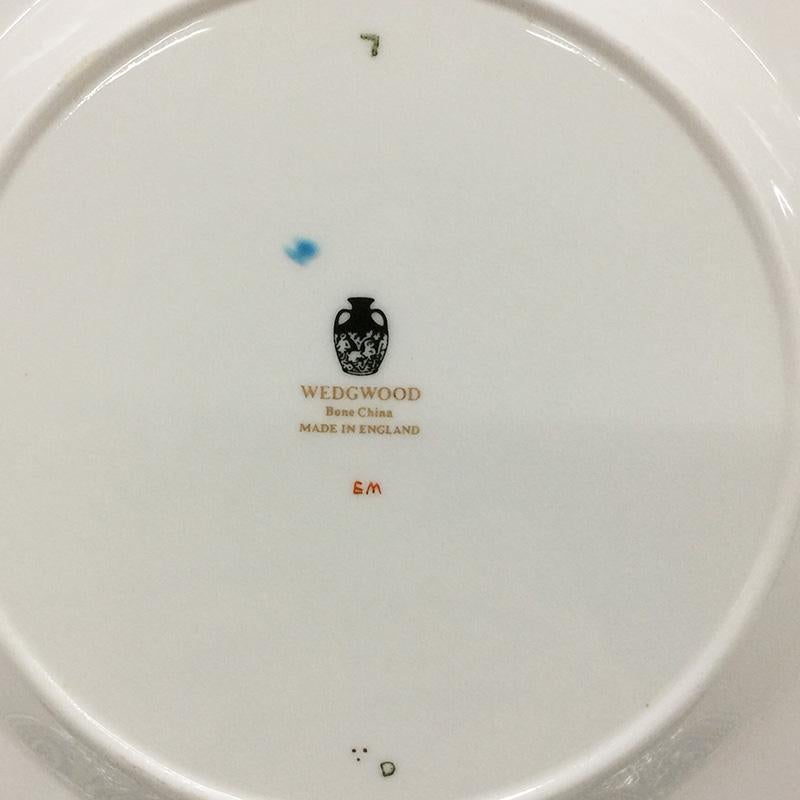 L
WEDGWOOD
Bone China
MADE IN ENGLAND
EM
D